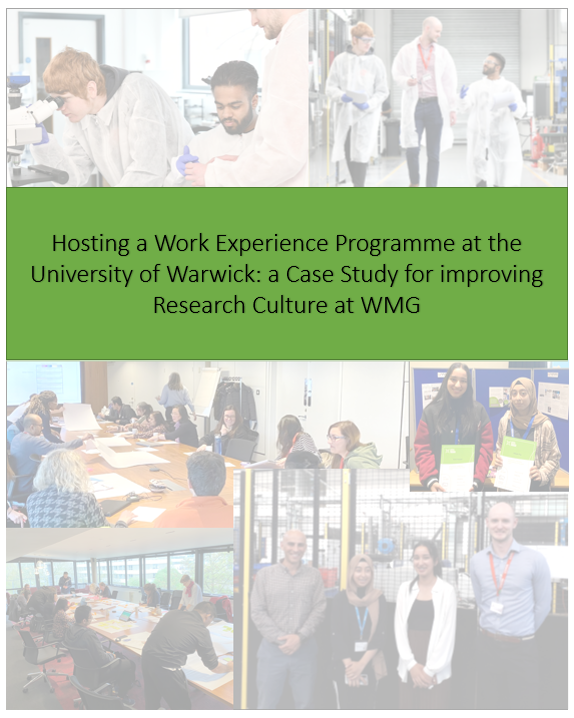 Hosting a Work Experience Programme at the
University of Warwick: a Case Study for improving
Research Culture at WMG